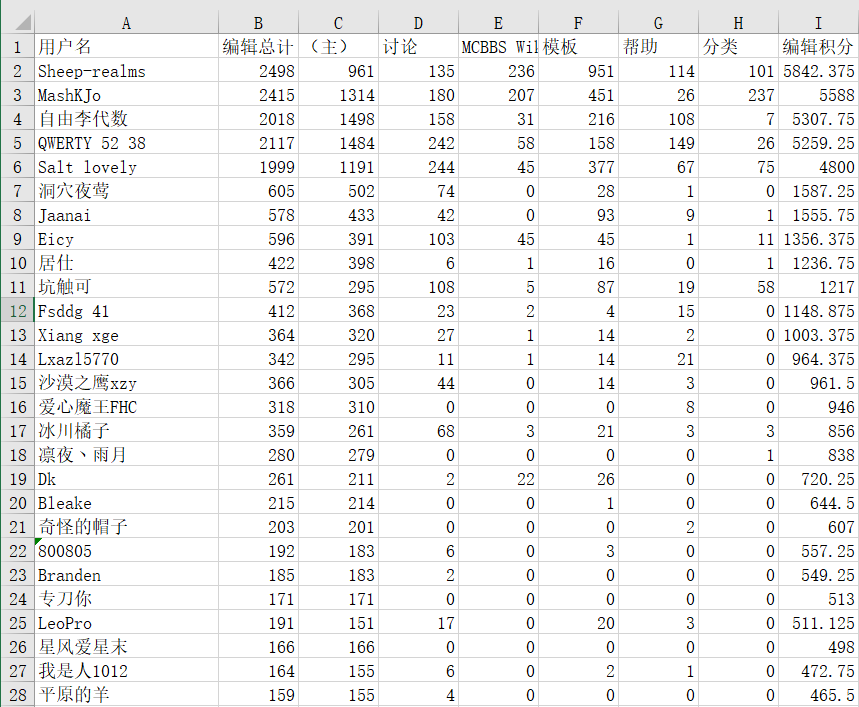 A B C D E F G H I
1 用户名 编辑总计 （主） 讨论 MCBBS Wil 模板 帮助 分类 编辑积分
2 Sheep-realms 2498 961 135 236 951 114 101 5842.375
3 MashKJo 2415 1314 180 207 451 26 237 5588
4 自由李代数 2018 1498 158 31 216 108 7 5307.75
5 QWERTY 52 38 2117 1484 242 58 158 149 26 5259.25
6 Salt lovely 1999 1191 244 45 377 67 75 4800
7 洞穴夜莺 605 502 74 0 28 1 0 1587.25
8 Jaanai 578 433 42 0 93 9 1 1555.75
9 Eicy 596 391 103 45 45 1 11 1356.375
10 居仕 422 398 6 1 16 0 1 1236.75
11 坑触可 572 295 108 5 87 19 58 1217
12 Fsddg 41 412 368 23 2 4 15 0 1148.875
13 Xiang xge 364 320 27 1 14 2 0 1003.375
14 Lxazl5770 342 295 11 1 14 21 0 964.375
15 沙漠之鹰xzy 366 305 44 0 14 3 0 961.5
16 爱心魔王FHC 318 310 0 0 0 8 0 946
17 冰川橘子 359 261 68 3 21 3 3 856
18 凛夜丶雨月 280 279 0 0 0 0 1 838
19 Dk 261 211 2 22 26 0 0 720.25
20 Bleake 215 214 0 0 1 0 0 644.5
21 奇怪的帽子 203 201 0 0 0 2 0 607
22 800805 192 183 6 0 3 0 0 557.25
23 Branden 185 183 2 0 0 0 0 549.25
24 专刀你 171 171 0 0 0 0 0 513
25 LeoPro 191 151 17 0 20 3 0 511.125
26 星风爱星末 166 166 0 0 0 0 0 498
27 我是人1012 164 155 6 0 2 1 0 472.75
28 平原的羊 159 155 4 0 0 0 0 465.5